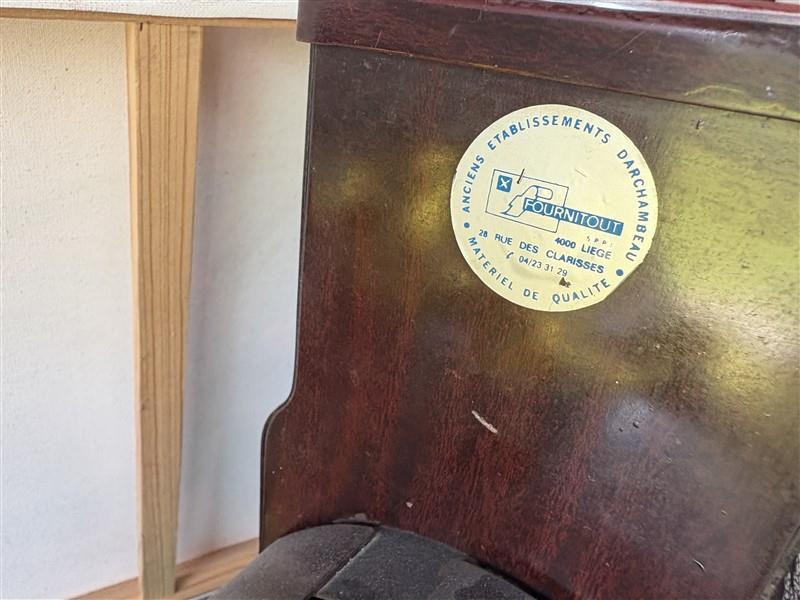 ANCIENS ETABLISSEMENTS DARCHAMBEAU
FOURNITOUT
S.P.P.
4000 LIEGE
28 RUE DES CLARISSES
04/23 31 29
MATERIEL DE QUALITE